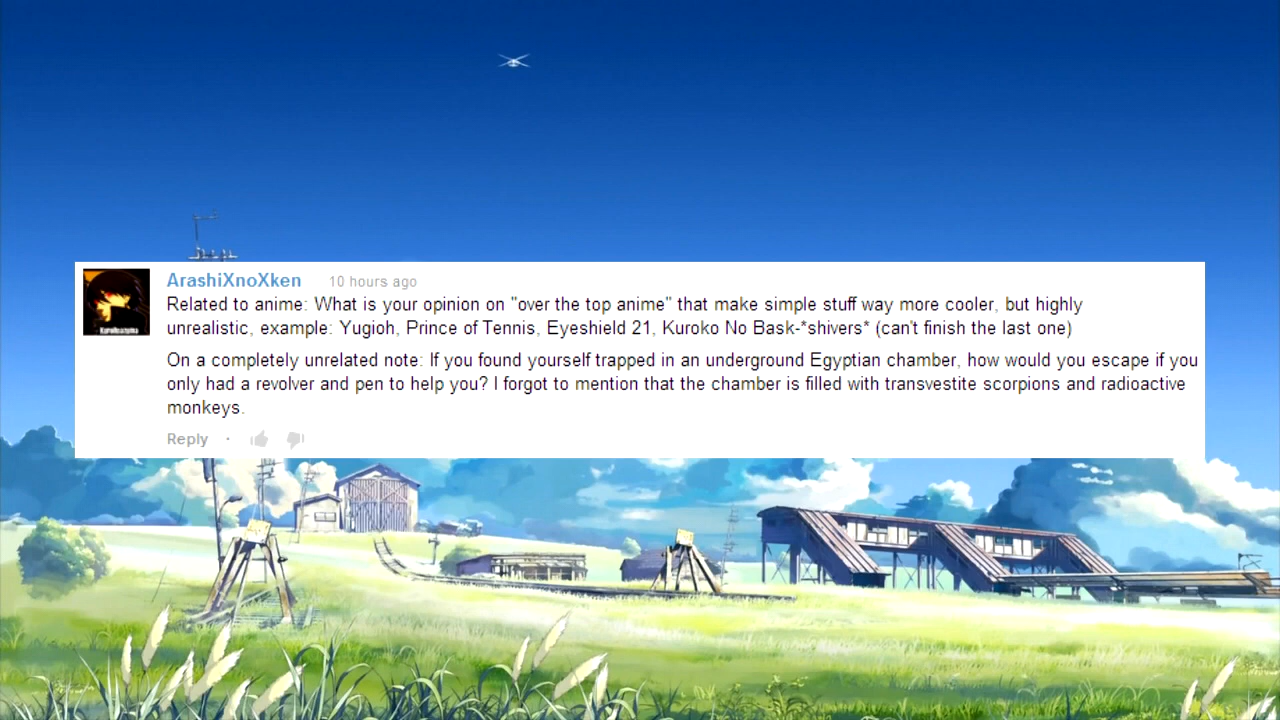 ArashiXnoXken 10 hours ago
Related to anime: What is your opinion on "over the top anime" that make simple stuff way more cooler, but highly
unrealistic, example: Yugioh, Prince of Tennis, Eyeshield 21, Kuroko No Bask-*shivers* (can't finish the last one)
On a completely unrelated note: If you found yourself trapped in an underground Egyptian chamber, how would you escape if you
only had a revolver and pen to help you? I forgot to mention that the chamber is filled with transvestite scorpions and radioactive
monkeys.
Reply ·